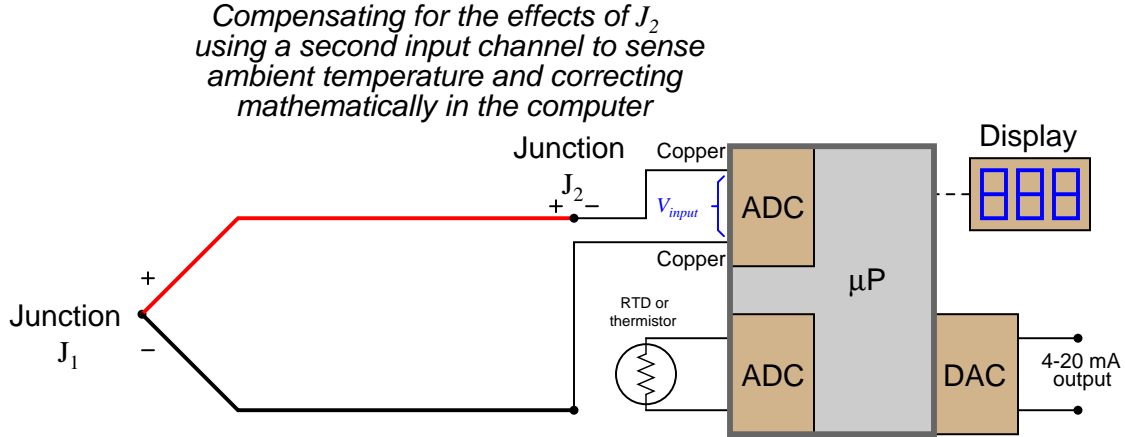 Compensating for the effects of J2
using a second input channel to sense
ambient temperature and correcting
mathematically in the computer
Display
Junction
J2
+ −
Copper
Vinput
ADC
Copper
μP
+
Junction
J1
−
RTD or
thermistor
ADC
DAC
4-20 mA
output